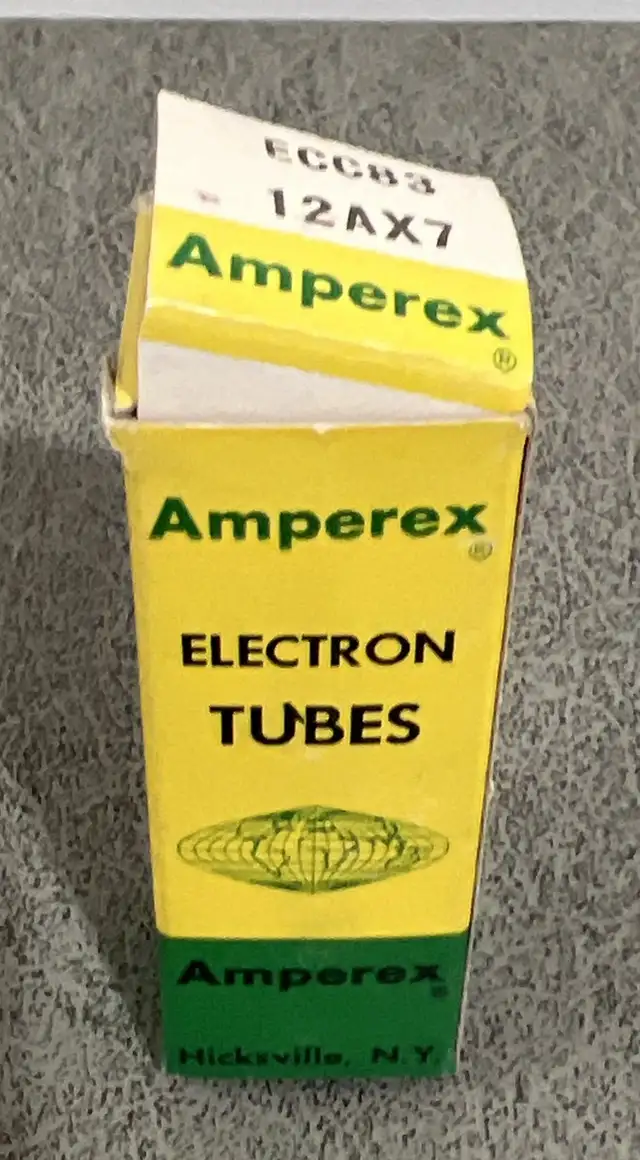 ECC83
12AX7
Amperex
®
Amperex
®
ELECTRON
TUBES
Amperex
®
Hicksville, N.Y.